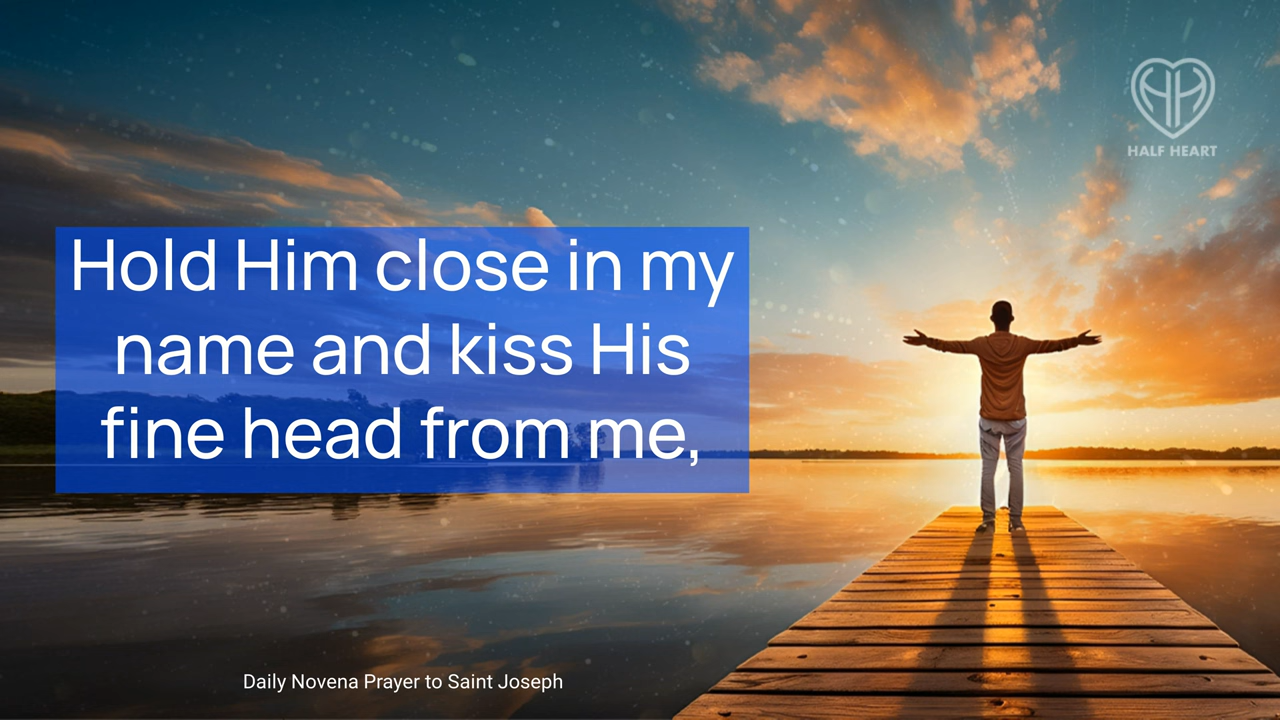 HALF HEART
Hold Him close in my
name and kiss His
fine head from me,
Daily Novena Prayer to Saint Joseph